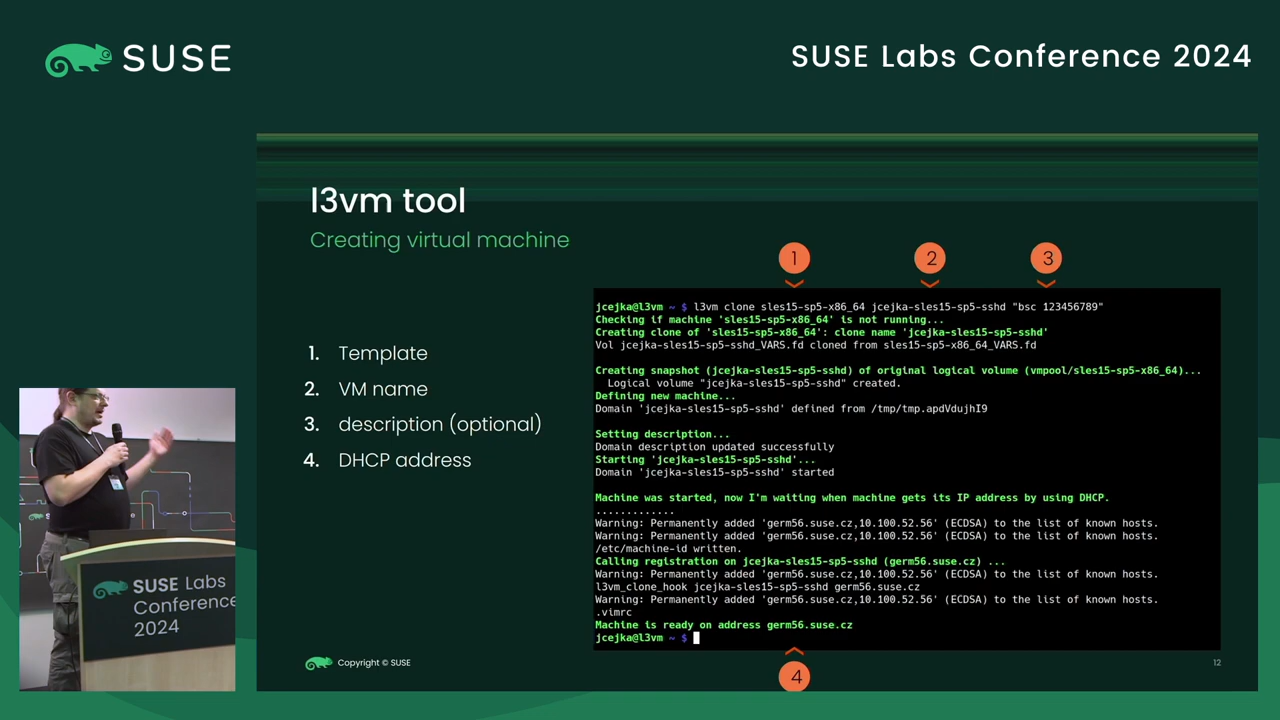 SUSE
SUSE Labs Conference 2024
l3vm tool
Creating virtual machine
1. Template
2. VM name
3. description (optional)
4. DHCP address
1
2
3
jcejka@l3vm ~ $ l3vm clone sles15-sp5-x86_64 jcejka-sles15-sp5-sshd "bsc 123456789"
Checking if machine 'sles15-sp5-x86_64' is not running...
Creating clone of 'sles15-sp5-x86_64': clone name 'jcejka-sles15-sp5-sshd'
Vol jcejka-sles15-sp5-sshd_VARS.fd cloned from sles15-sp5-x86_64_VARS.fd
Creating snapshot (jcejka-sles15-sp5-sshd) of original logical volume (vmpool/sles15-sp5-x86_64)...
Logical volume "jcejka-sles15-sp5-sshd" created.
Defining new machine...
Domain 'jcejka-sles15-sp5-sshd' defined from /tmp/tmp.apdVdujhI9
Setting description...
Domain description updated successfully
Starting 'jcejka-sles15-sp5-sshd'...
Domain 'jcejka-sles15-sp5-sshd' started
Machine was started, now I'm waiting when machine gets its IP address by using DHCP.
.............
Warning: Permanently added 'germ56.suse.cz,10.100.52.56' (ECDSA) to the list of known hosts.
Warning: Permanently added 'germ56.suse.cz,10.100.52.56' (ECDSA) to the list of known hosts.
/etc/machine-id written.
Calling registration on jcejka-sles15-sp5-sshd (germ56.suse.cz) ...
Warning: Permanently added 'germ56.suse.cz,10.100.52.56' (ECDSA) to the list of known hosts.
l3vm_clone_hook jcejka-sles15-sp5-sshd germ56.suse.cz
Warning: Permanently added 'germ56.suse.cz,10.100.52.56' (ECDSA) to the list of known hosts.
.vimrc
Machine is ready on address germ56.suse.cz
jcejka@l3vm ~ $
4
Copyright © SUSE
12
SUSE Labs
Conference
2024